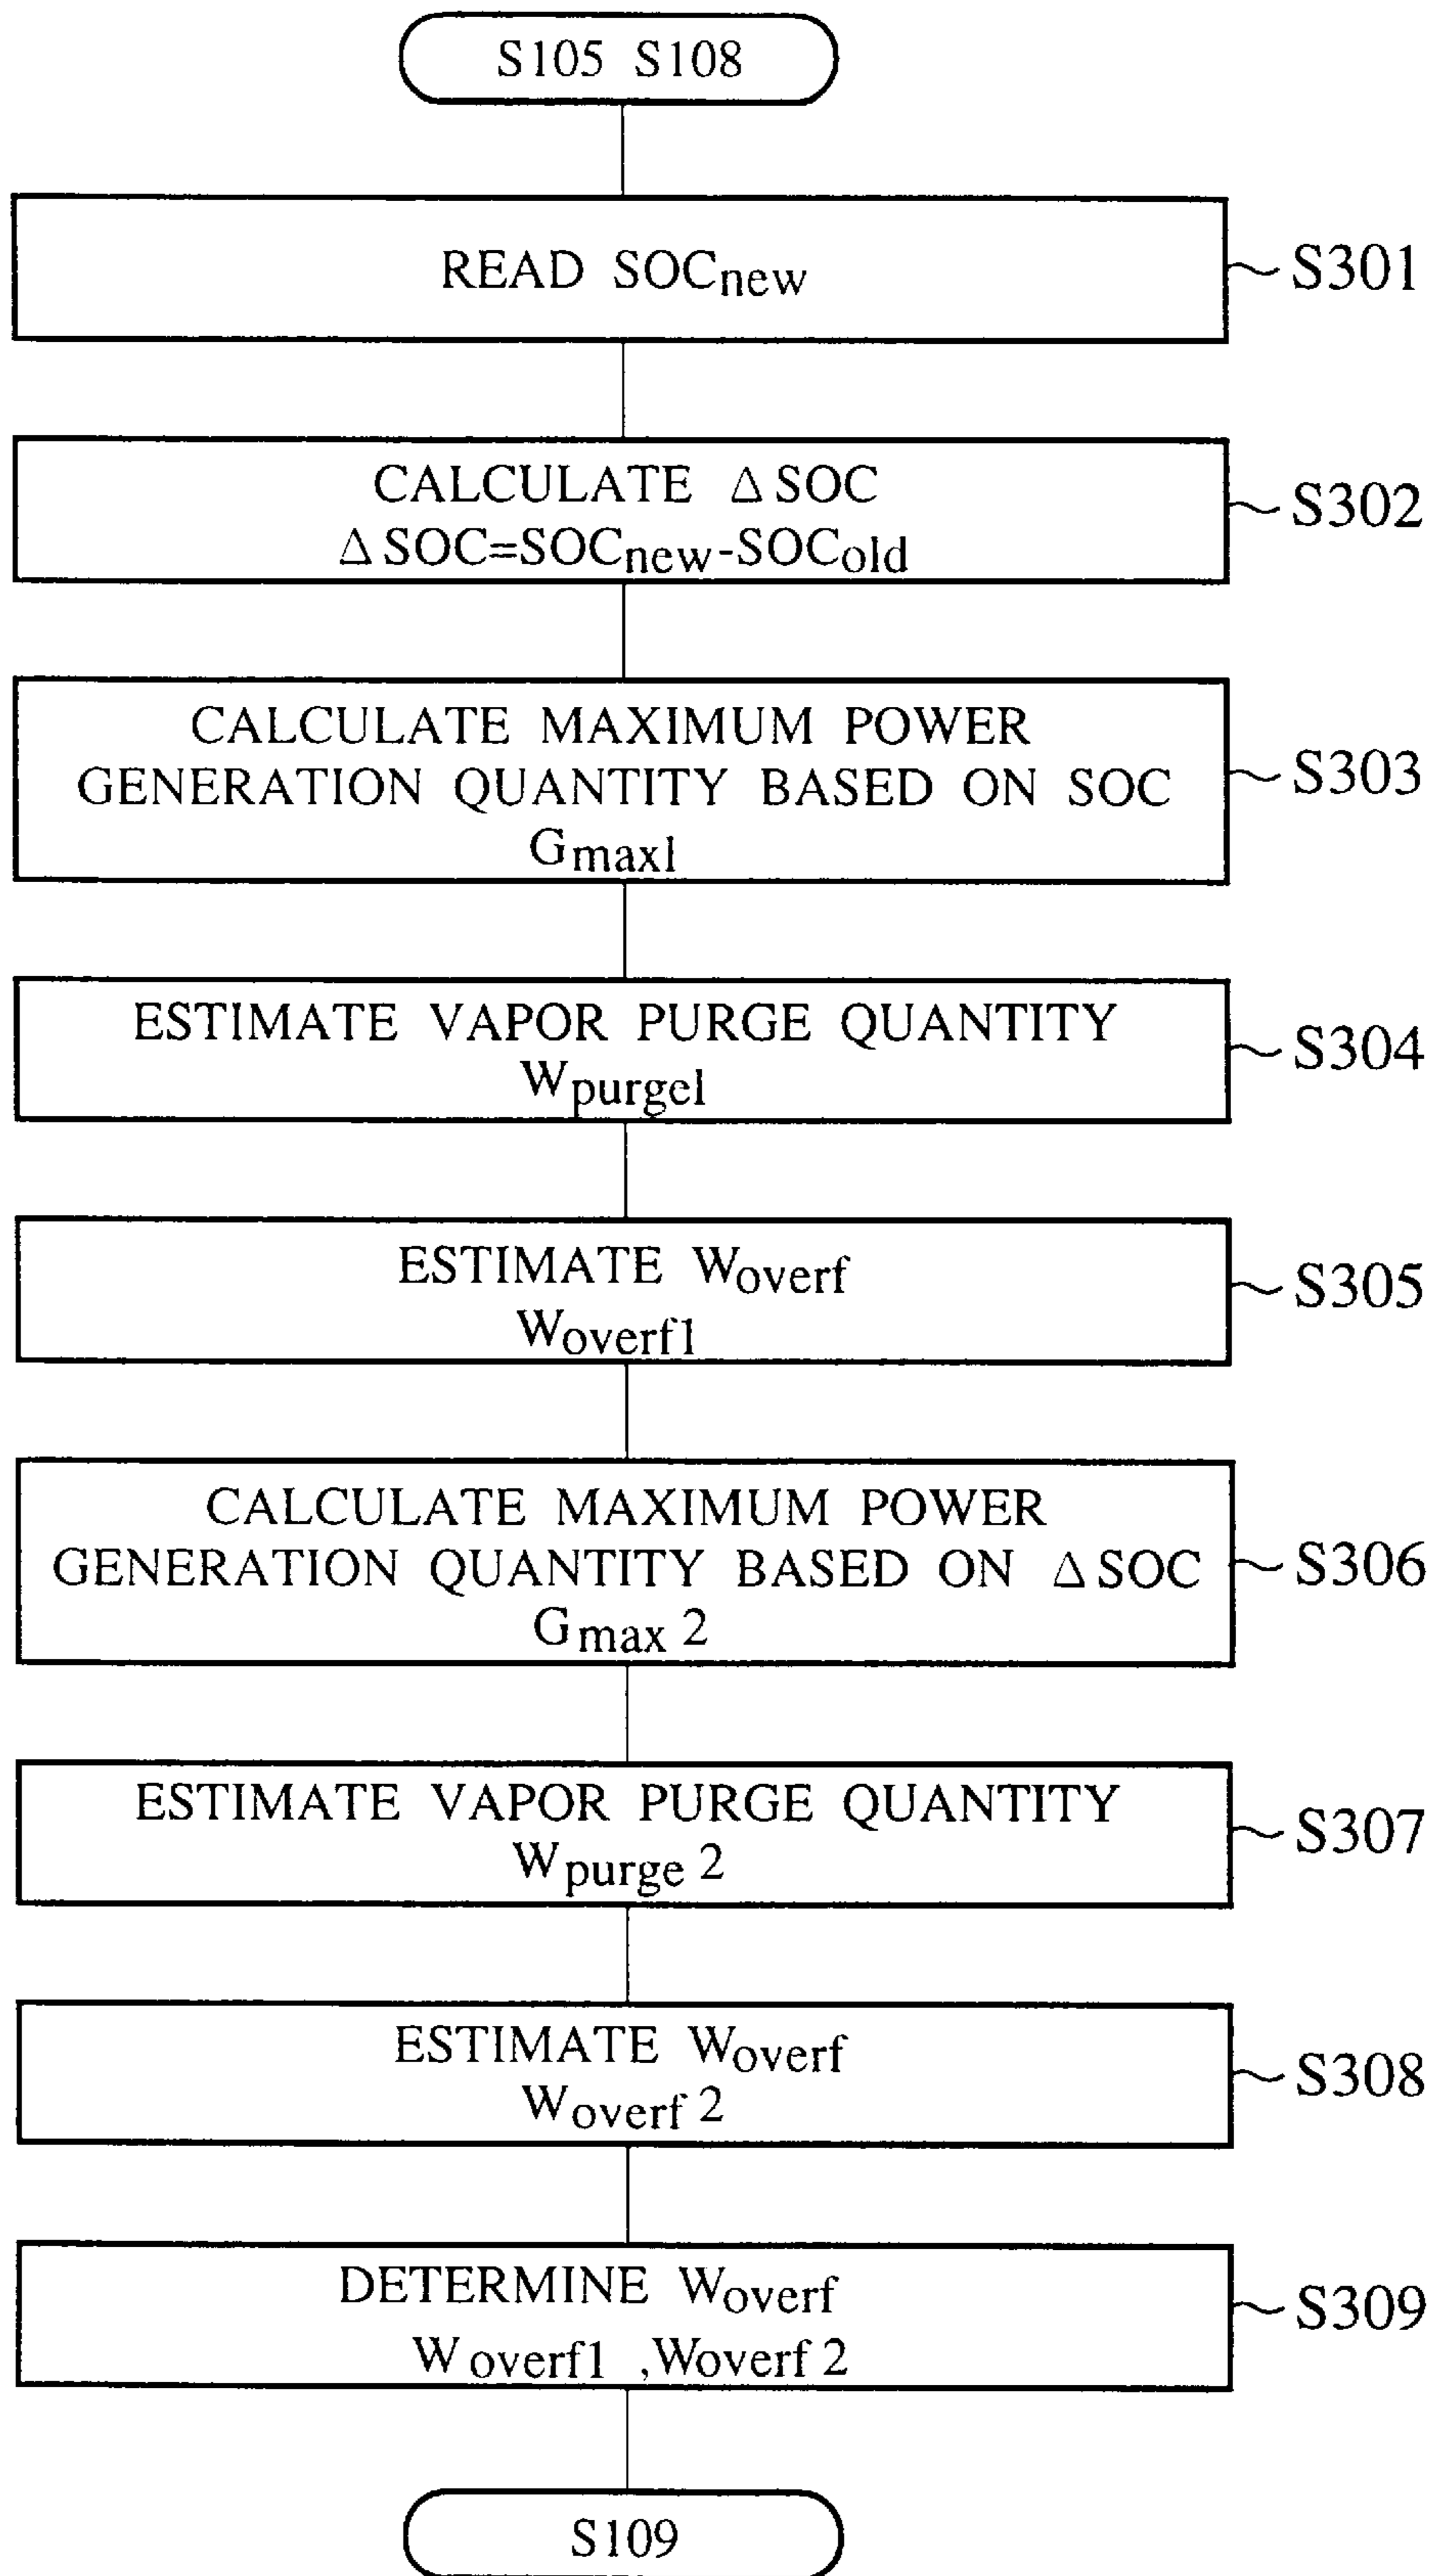 S105 S108
READ SOCnew
S301
CALCULATE ΔSOC
ΔSOC=SOCnew-SOCold
S302
CALCULATE MAXIMUM POWER
GENERATION QUANTITY BASED ON SOC
Gmax1
S303
ESTIMATE VAPOR PURGE QUANTITY
Wpurge1
S304
ESTIMATE Woverf
Woverf1
S305
CALCULATE MAXIMUM POWER
GENERATION QUANTITY BASED ON ΔSOC
Gmax 2
S306
ESTIMATE VAPOR PURGE QUANTITY
Wpurge 2
S307
ESTIMATE Woverf
Woverf 2
S308
DETERMINE Woverf
Woverf1 ,Woverf 2
S309
S109